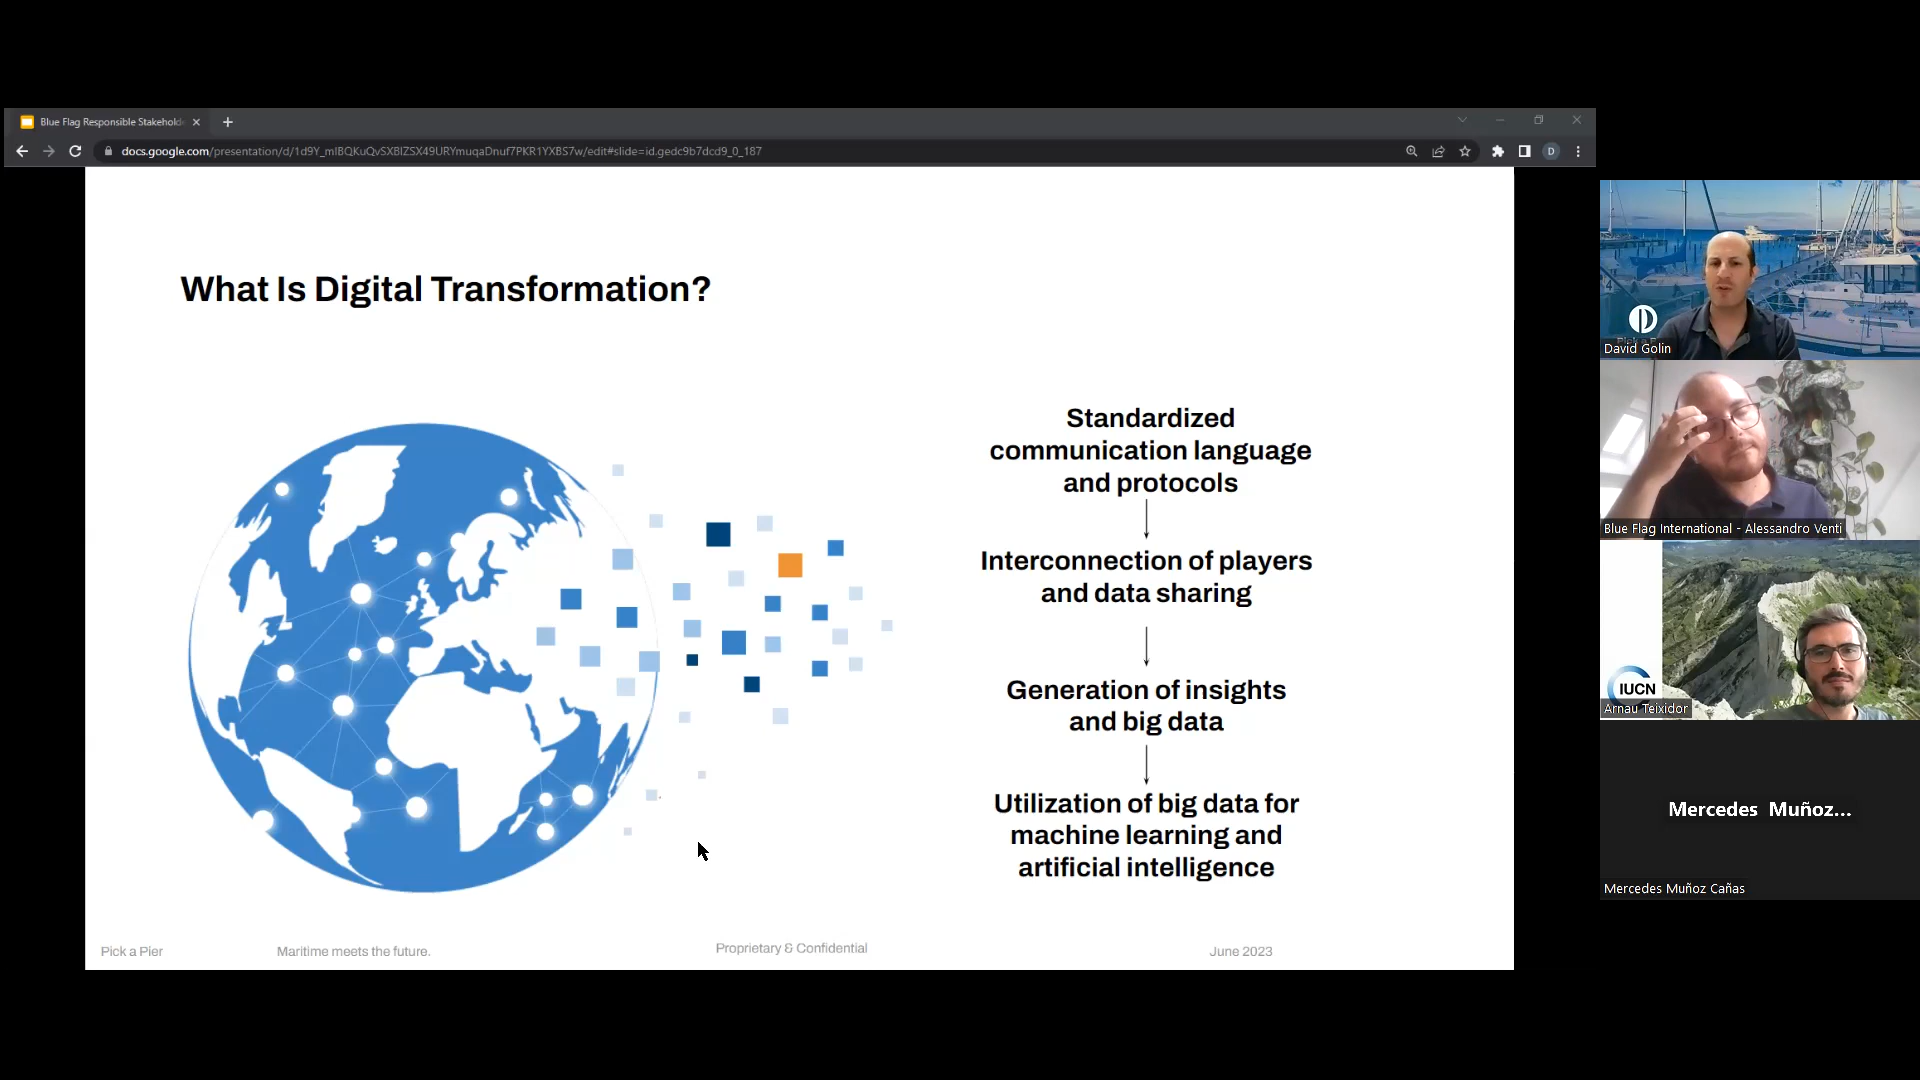 Blue Flag Responsible Stakehold
docs.google.com/presentation/d/1d9Y_mIBQKuQvSXBIZSX49URYmuqaDnuf7PKR1YXBS7w/edit#slide=id.gedc9b7dcd9_0_187
D
What Is Digital Transformation?
Standardized
communication language
and protocols
Interconnection of players
and data sharing
Generation of insights
and big data
Utilization of big data for
machine learning and
artificial intelligence
Pick a Pier
Maritime meets the future.
Proprietary & Confidential
June 2023
David Golin
Blue Flag International - Alessandro Venti
IUCN
Arnau Teixidor
Mercedes Muñoz...
Mercedes Muñoz Cañas